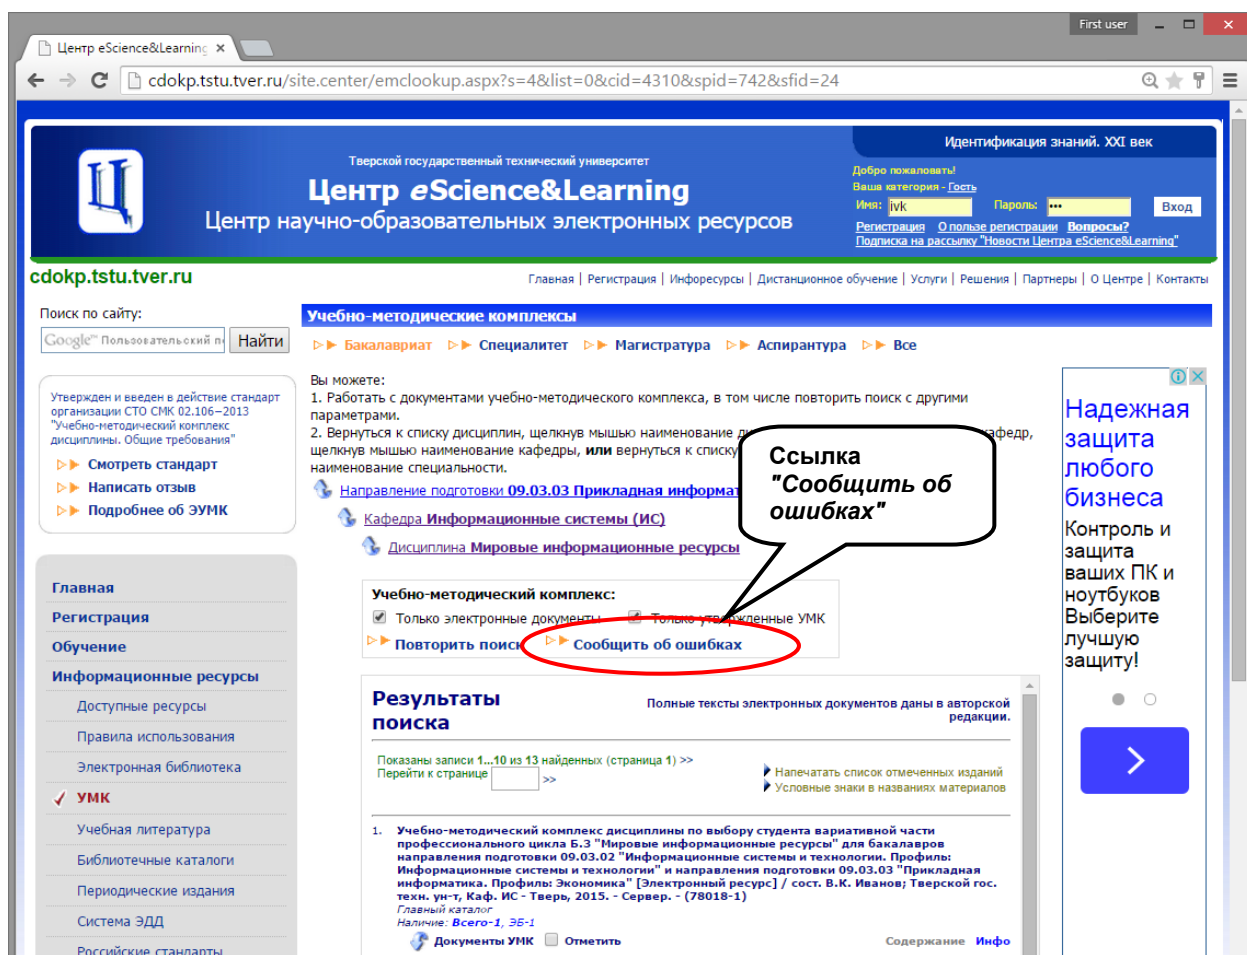 First user
Центр eScience&Learning
cdokp.tstu.tver.ru/site.center/emclookup.aspx?s=4&list=0&cid=4310&spid=742&sfid=24
Идентификация знаний. XXI век
Тверской государственный технический университет
Центр eScience&Learning
Центр научно-образовательных электронных ресурсов
Ц
Добро пожаловать!
Ваша категория - Гость
Имя: ivk Пароль: ••• Вход
Регистрация О пользе регистрации Вопросы?
Подписка на рассылку "Новости Центра eScience&Learning"
cdokp.tstu.tver.ru
Главная | Регистрация | Инфоресурсы | Дистанционное обучение | Услуги | Решения | Партнеры | О Центре | Контакты
Поиск по сайту:
Google™ Пользовательский п
Найти
Утвержден и введен в действие стандарт
организации СТО СМК 02.106–2013
"Учебно-методический комплекс
дисциплины. Общие требования"
Смотреть стандарт
Написать отзыв
Подробнее об ЭУМК
Главная
Регистрация
Обучение
Информационные ресурсы
Доступные ресурсы
Правила использования
Электронная библиотека
УМК
Учебная литература
Библиотечные каталоги
Периодические издания
Система ЭДД
Российские стандарты
Учебно-методические комплексы
Бакалавриат Специалитет Магистратура Аспирантура Все
Вы можете:
1. Работать с документами учебно-методического комплекса, в том числе повторить поиск с другими
параметрами.
2. Вернуться к списку дисциплин, щелкнув мышью наименование
щелкнув мышью наименование кафедры, или вернуться к списку
наименование специальности.
Направление подготовки 09.03.03 Прикладная информат
Кафедра Информационные системы (ИС)
Дисциплина Мировые информационные ресурсы
Ссылка
"Сообщить об
ошибках"
Учебно-методический комплекс:
Только электронные документы Только утвержденные УМК
Повторить поиск Сообщить об ошибках
Результаты
поиска
Полные тексты электронных документов даны в авторской
редакции.
Показаны записи 1...10 из 13 найденных (страница 1) >>
Перейти к странице >>
Напечатать список отмеченных изданий
Условные знаки в названиях материалов
1. Учебно-методический комплекс дисциплины по выбору студента вариативной части
профессионального цикла Б.3 "Мировые информационные ресурсы" для бакалавров
направления подготовки 09.03.02 "Информационные системы и технологии. Профиль:
Информационные системы и технологии" и направления подготовки 09.03.03 "Прикладная
информатика. Профиль: Экономика" [Электронный ресурс] / сост. В.К. Иванов; Тверской гос.
техн. ун-т, Каф. ИС - Тверь, 2015. - Сервер. - (78018-1)
Главный каталог
Наличие: Всего-1, ЭБ-1
Документы УМК Отметить
Содержание Инфо
Надежная
защита
любого
бизнеса
Контроль и
защита
ваших ПК и
ноутбуков
Выберите
лучшую
защиту!